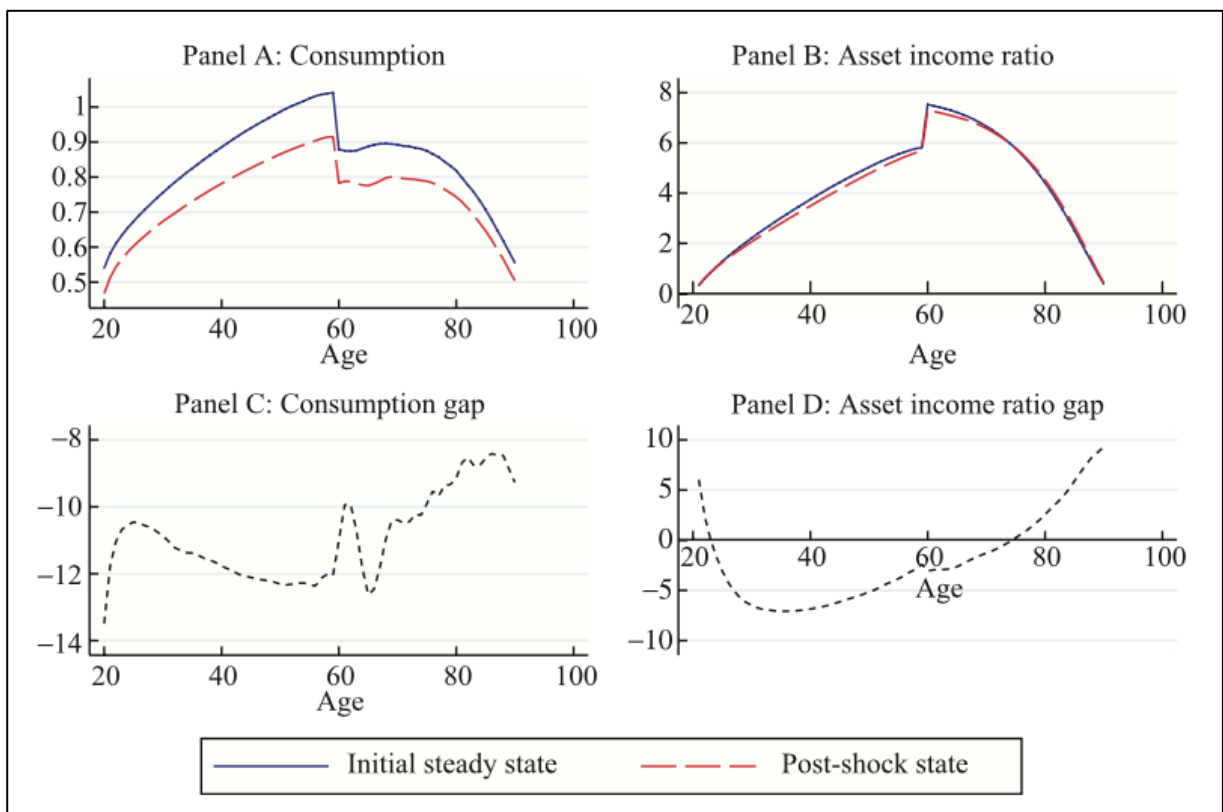 Panel A: Consumption
1
0.9
0.8
0.7
0.6
0.5
20 40 60 80 100
Age
Panel B: Asset income ratio
8
6
4
2
0
20 40 60 80 100
Age
Panel C: Consumption gap
−8
−10
−12
−14
20 40 60 80 100
Age
Panel D: Asset income ratio gap
10
5
0
20 40 60 80 100
Age
−5
−10
Initial steady state Post-shock state